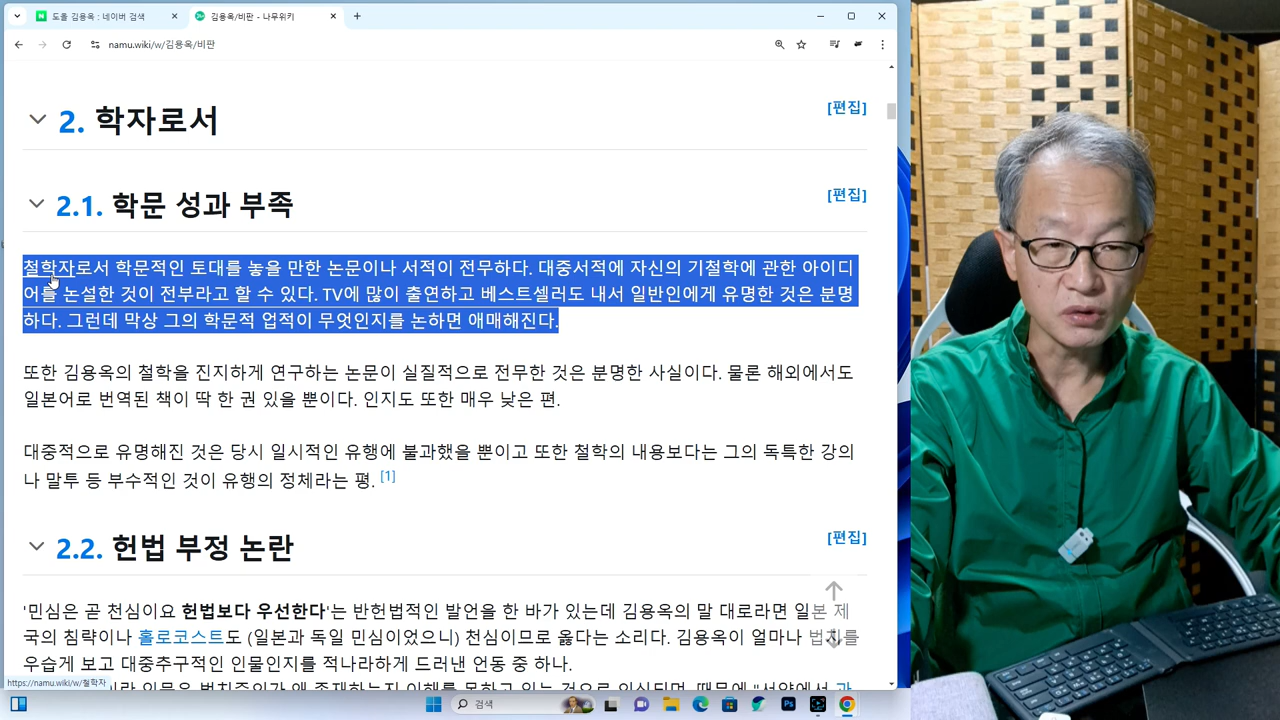 도올 김용옥 : 네이버 검색
김용옥/비판 - 나무위키
namu.wiki/w/김용옥/비판
2. 학자로서
[편집]
2.1. 학문 성과 부족
[편집]
철학자로서 학문적인 토대를 놓을 만한 논문이나 서적이 전무하다. 대중서적에 자신의 기철학에 관한 아이디
어를 논설한 것이 전부라고 할 수 있다. TV에 많이 출연하고 베스트셀러도 내서 일반인에게 유명한 것은 분명
하다. 그런데 막상 그의 학문적 업적이 무엇인지를 논하면 애매해진다.
또한 김용옥의 철학을 진지하게 연구하는 논문이 실질적으로 전무한 것은 분명한 사실이다. 물론 해외에서도
일본어로 번역된 책이 딱 한 권 있을 뿐이다. 인지도 또한 매우 낮은 편.
대중적으로 유명해진 것은 당시 일시적인 유행에 불과했을 뿐이고 또한 철학의 내용보다는 그의 독특한 강의
나 말투 등 부수적인 것이 유행의 정체라는 평. [1]
2.2. 헌법 부정 논란
[편집]
'민심은 곧 천심이요 헌법보다 우선한다'는 반헌법적인 발언을 한 바가 있는데 김용옥의 말 대로라면 일본 제
국의 침략이나 홀로코스트도 (일본과 독일 민심이었으니) 천심이므로 옳다는 소리다. 김용옥이 얼마나 법치를
우습게 보고 대중추구적인 인물인지를 적나라하게 드러낸 언동 중 하나.
https://namu.wiki/w/철학자
검색